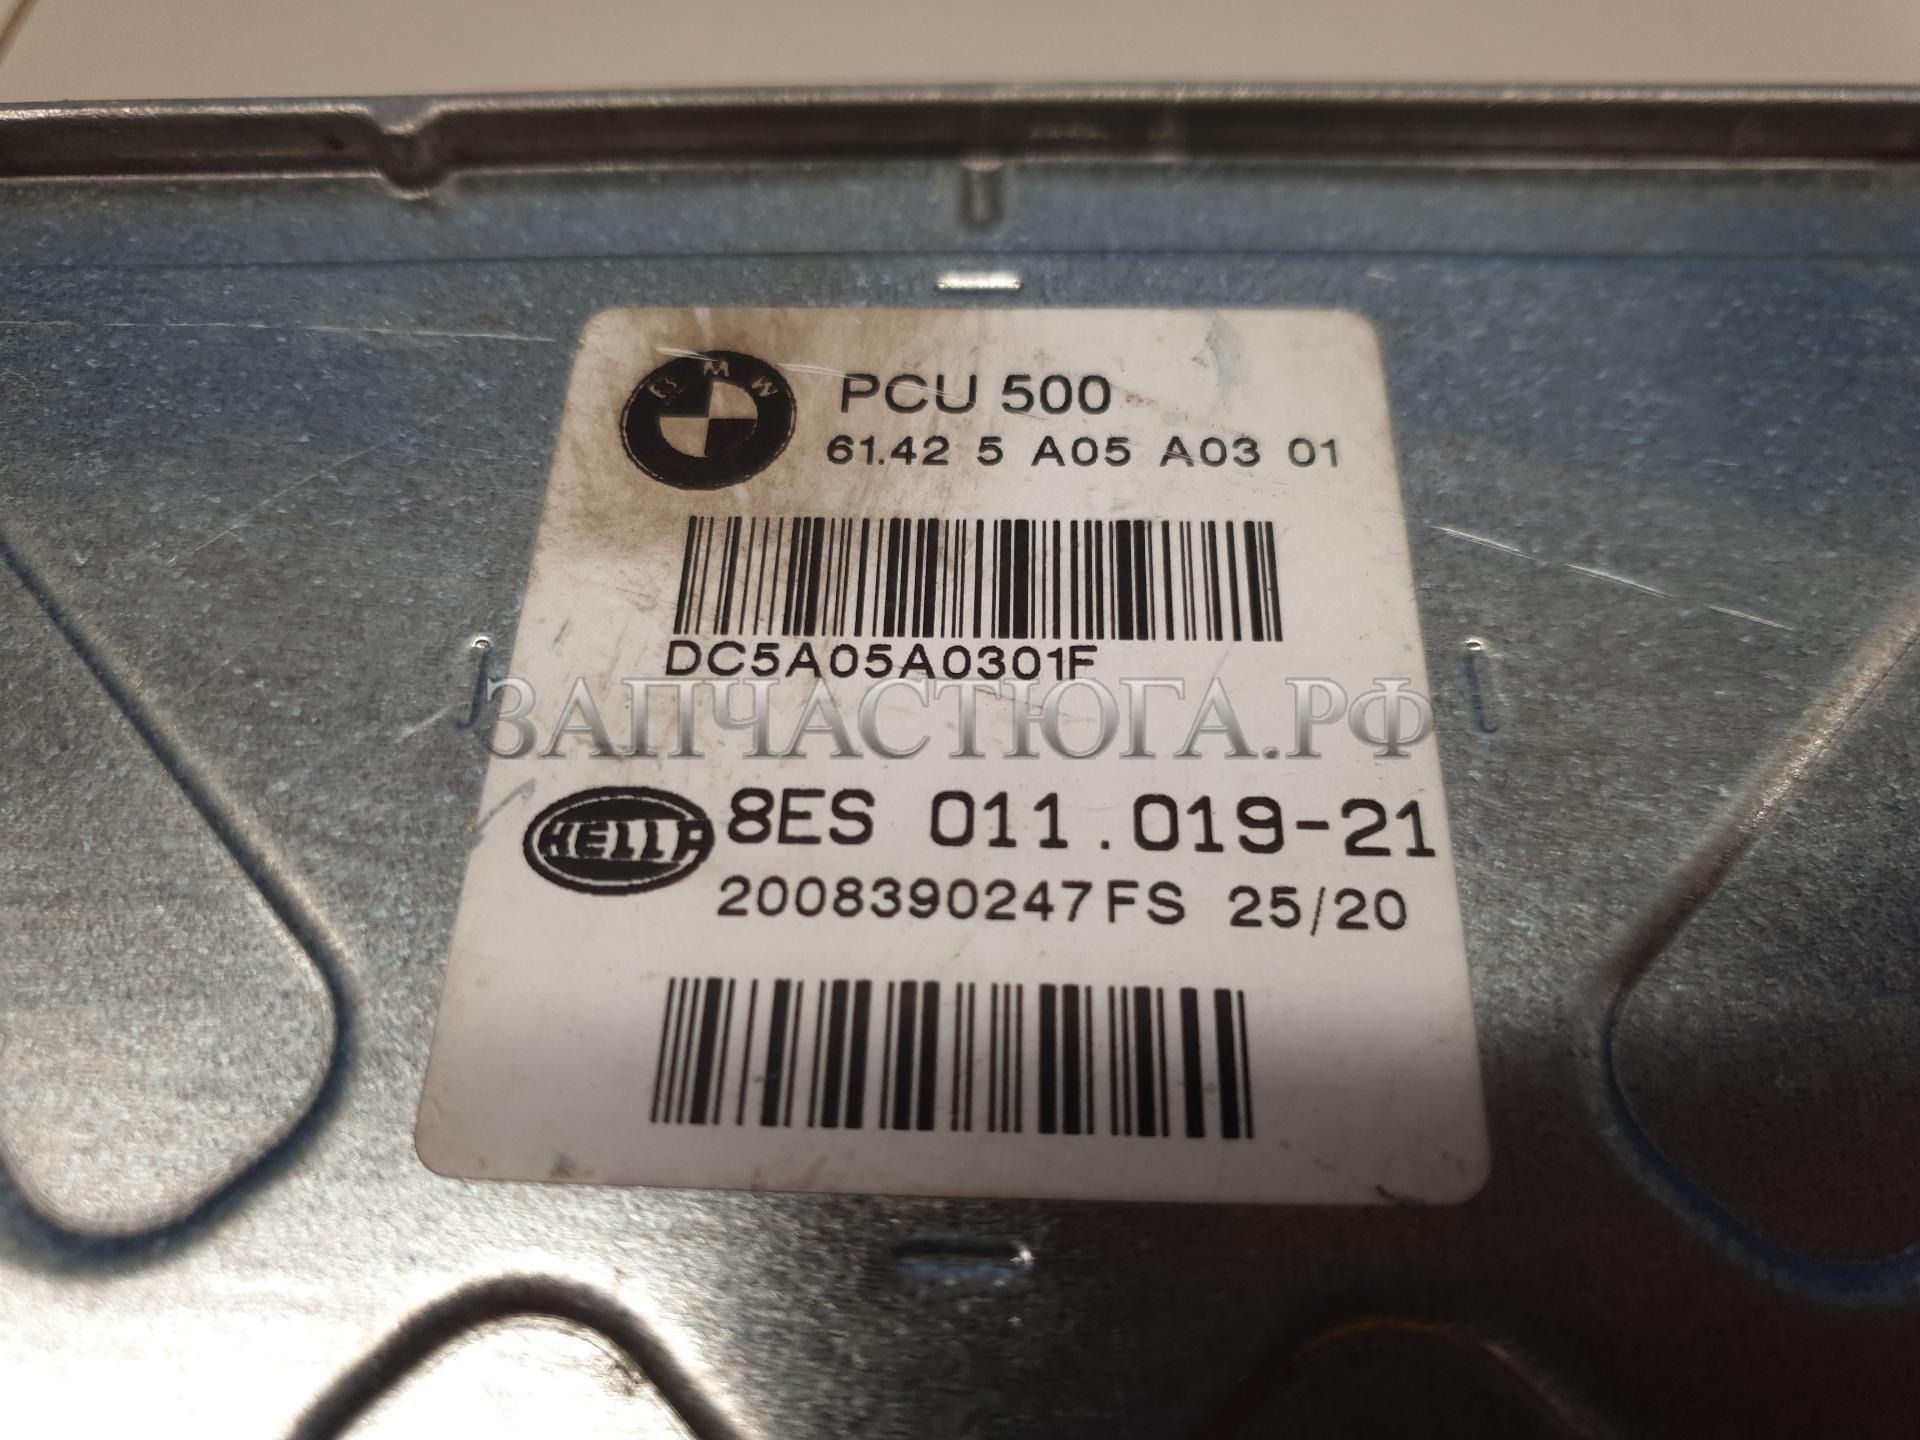 BMW
PCU 500
61.42 5 A05 A03 01
DC5A05A0301F
ЗАПЧАСТЮГА.РФ
HELLA
8ES 011.019-21
2008390247FS 25/20